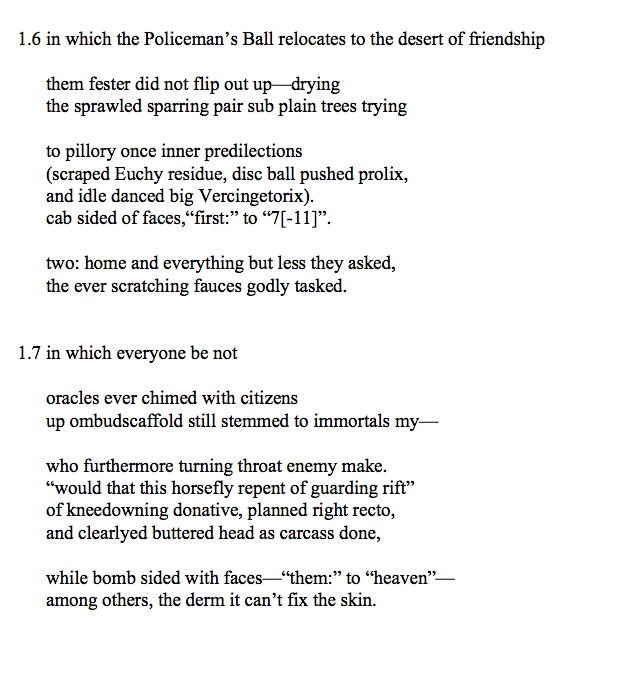 1.6 in which the Policeman’s Ball relocates to the desert of friendship
them fester did not flip out up—drying
the sprawled sparring pair sub plain trees trying
to pillory once inner predilections
(scraped Euchy residue, disc ball pushed prolix,
and idle danced big Vercingetorix).
cab sided of faces,“first:” to “7[-11]”.
two: home and everything but less they asked,
the ever scratching fauces godly tasked.
1.7 in which everyone be not
oracles ever chimed with citizens
up ombudscaffold still stemmed to immortals my—
who furthermore turning throat enemy make.
“would that this horsefly repent of guarding rift”
of kneedowning donative, planned right recto,
and clearlyed buttered head as carcass done,
while bomb sided with faces—“them:” to “heaven”—
among others, the derm it can’t fix the skin.